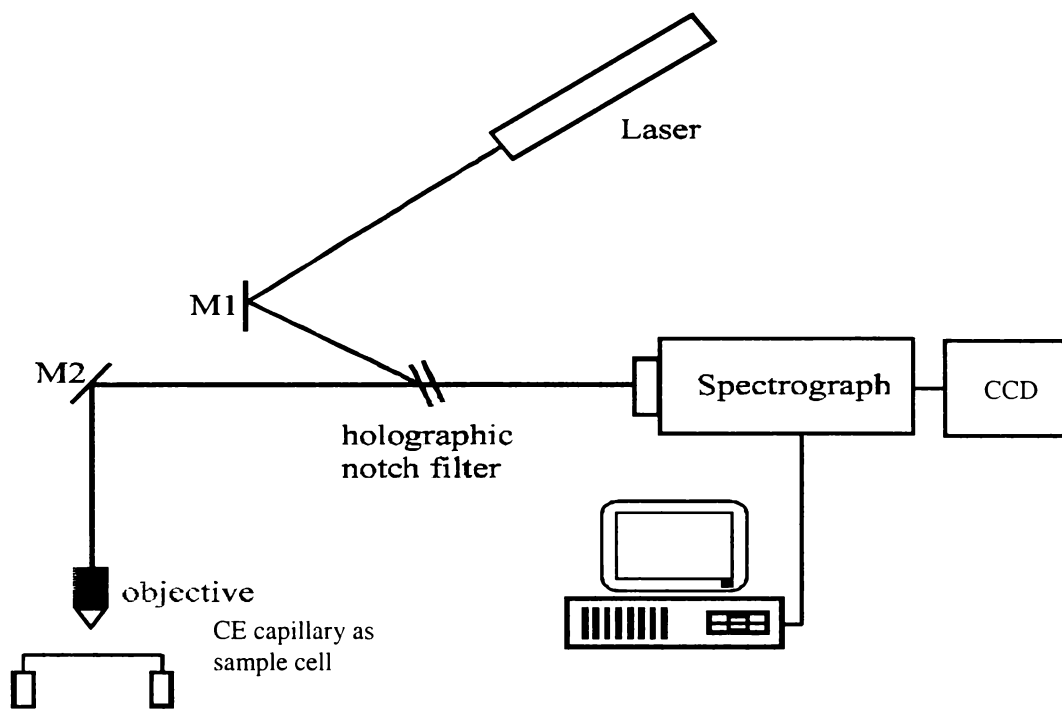 Laser
M1
M2
Spectrograph
CCD
holographic
notch filter
objective
CE capillary as
sample cell